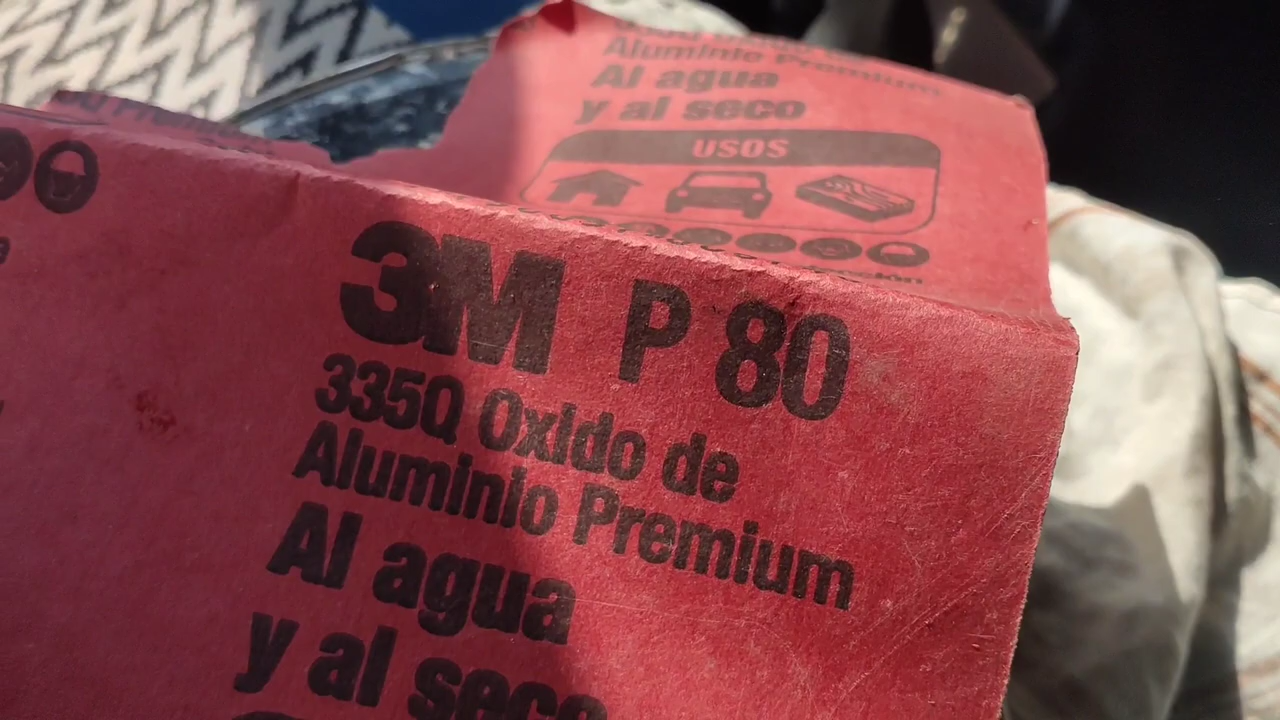 Aluminio Premium
Al agua
y al seco
USOS
3M P 80
335Q Oxido de
Aluminio Premium
Al agua
y al seco